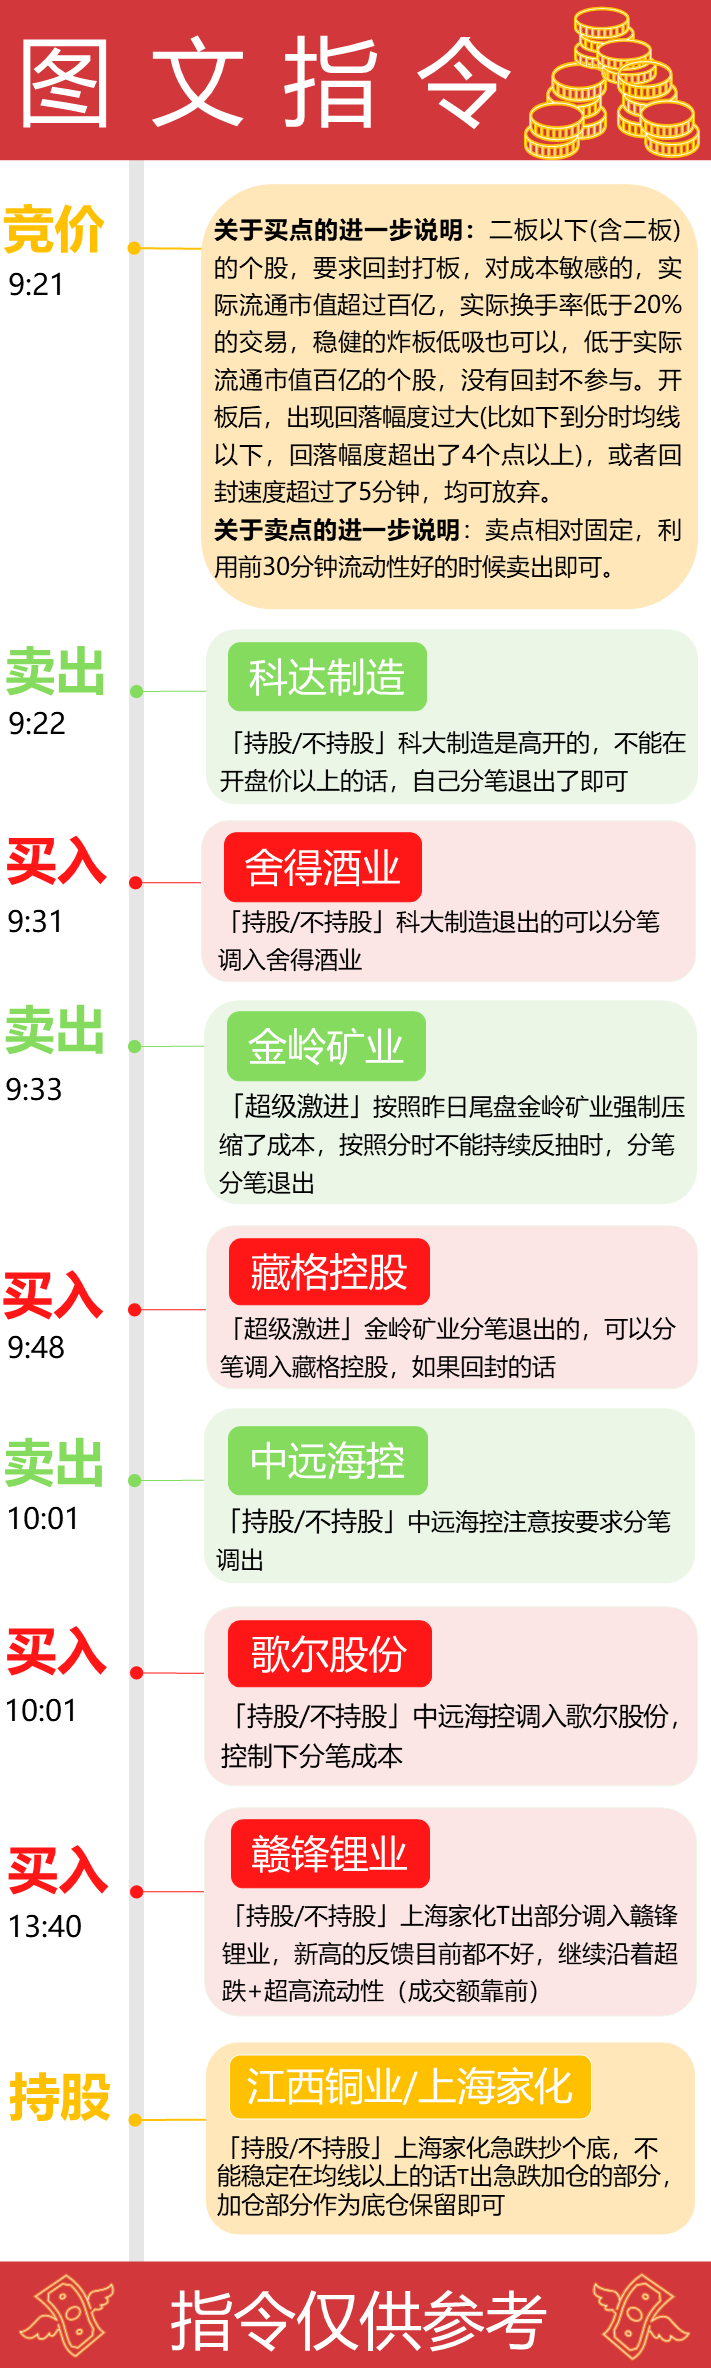 图文指令
竞价
9:21
关于买点的进一步说明：二板以下(含二板)
的个股，要求回封打板，对成本敏感的，实
际流通市值超过百亿，实际换手率低于20%
的交易，稳健的炸板低吸也可以，低于实际
流通市值百亿的个股，没有回封不参与。开
板后，出现回落幅度过大(比如下到分时均线
以下，回落幅度超出了4个点以上)，或者回
封速度超过了5分钟，均可放弃。
关于卖点的进一步说明：卖点相对固定，利
用前30分钟流动性好的时候卖出即可。
卖出
9:22
科达制造
「持股/不持股」科大制造是高开的，不能在
开盘价以上的话，自己分笔退出了即可
买入
9:31
舍得酒业
「持股/不持股」科大制造退出的可以分笔
调入舍得酒业
卖出
9:33
金岭矿业
「超级激进」按照昨日尾盘金岭矿业强制压
缩了成本，按照分时不能持续反抽时，分笔
分笔退出
买入
9:48
藏格控股
「超级激进」金岭矿业分笔退出的，可以分
笔调入藏格控股，如果回封的话
卖出
10:01
中远海控
「持股/不持股」中远海控注意按要求分笔
调出
买入
10:01
歌尔股份
「持股/不持股」中远海控调入歌尔股份，
控制下分笔成本
买入
13:40
赣锋锂业
「持股/不持股」上海家化T出部分调入赣锋
锂业，新高的反馈目前都不好，继续沿着超
跌+超高流动性（成交额靠前）
持股
江西铜业/上海家化
「持股/不持股」上海家化急跌抄个底，不
能稳定在均线以上的话T出急跌加仓的部分，
加仓部分作为底仓保留即可
指令仅供参考